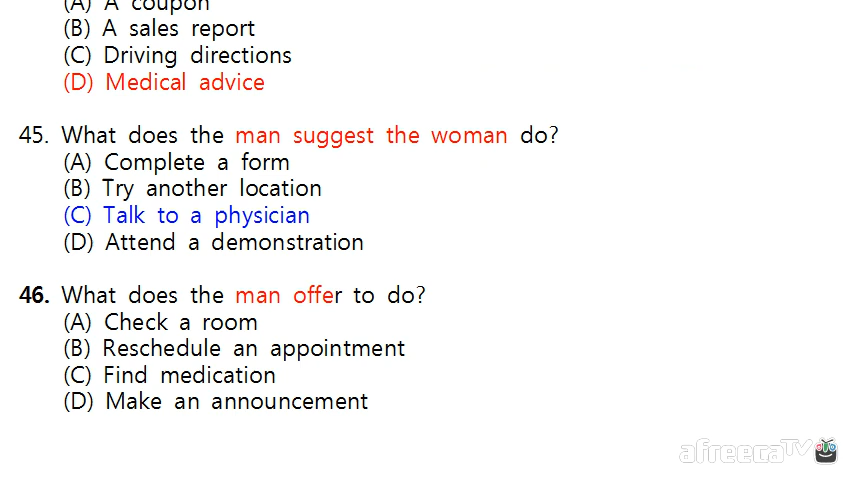 (A) A coupon
(B) A sales report
(C) Driving directions
(D) Medical advice
45. What does the man suggest the woman do?
(A) Complete a form
(B) Try another location
(C) Talk to a physician
(D) Attend a demonstration
46. What does the man offer to do?
(A) Check a room
(B) Reschedule an appointment
(C) Find medication
(D) Make an announcement
afreecaTV